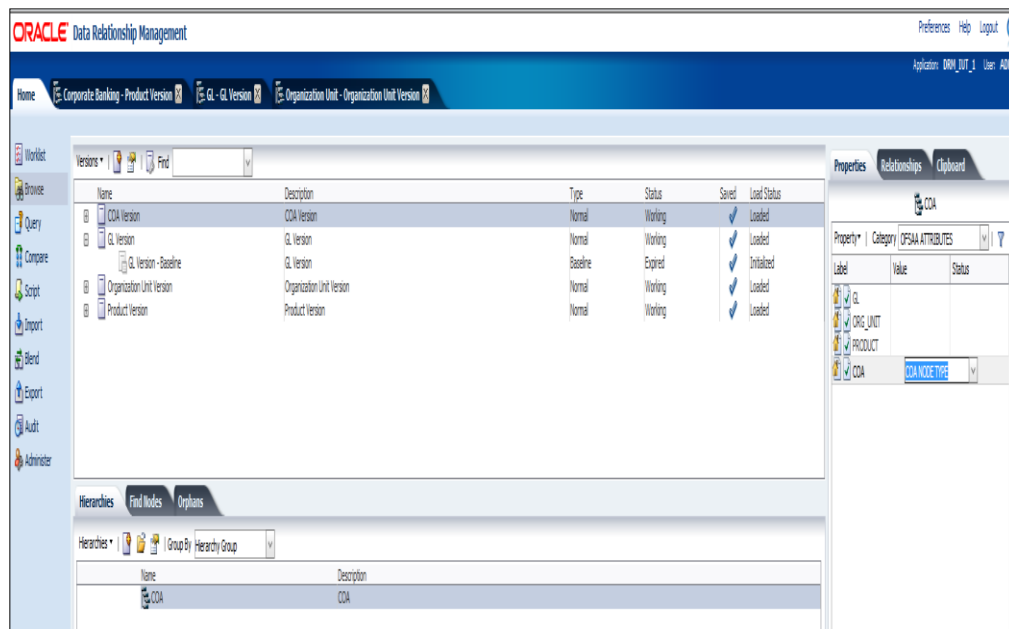 ORACLE Data Relationship Management
Preferences Help Logout
Application: DRM_IUT_1 User:
Home
Corporate Banking - Product Version
GL - GL Version
Organization Unit - Organization Unit Version
Worklist
Browse
Query
Compare
Script
Import
Blend
Export
Audit
Administer
Versions Find
Name Description Type Status Saved Load Status
COA Version COA Version Normal Working Loaded
GL Version GL Version Normal Working Loaded
GL Version - Baseline GL Version Baseline Expired Initialized
Organization Unit Version Organization Unit Version Normal Working Loaded
Product Version Product Version Normal Working Loaded
Hierarchies Find Nodes Orphans
Hierarchies Group By Hierarchy Group
Name Description
COA COA
Properties Relationships Clipboard
COA
Property Category OFSAA ATTRIBUTES
Label Value Status
GL
ORG_UNIT
PRODUCT
COA COA NODE TYPE